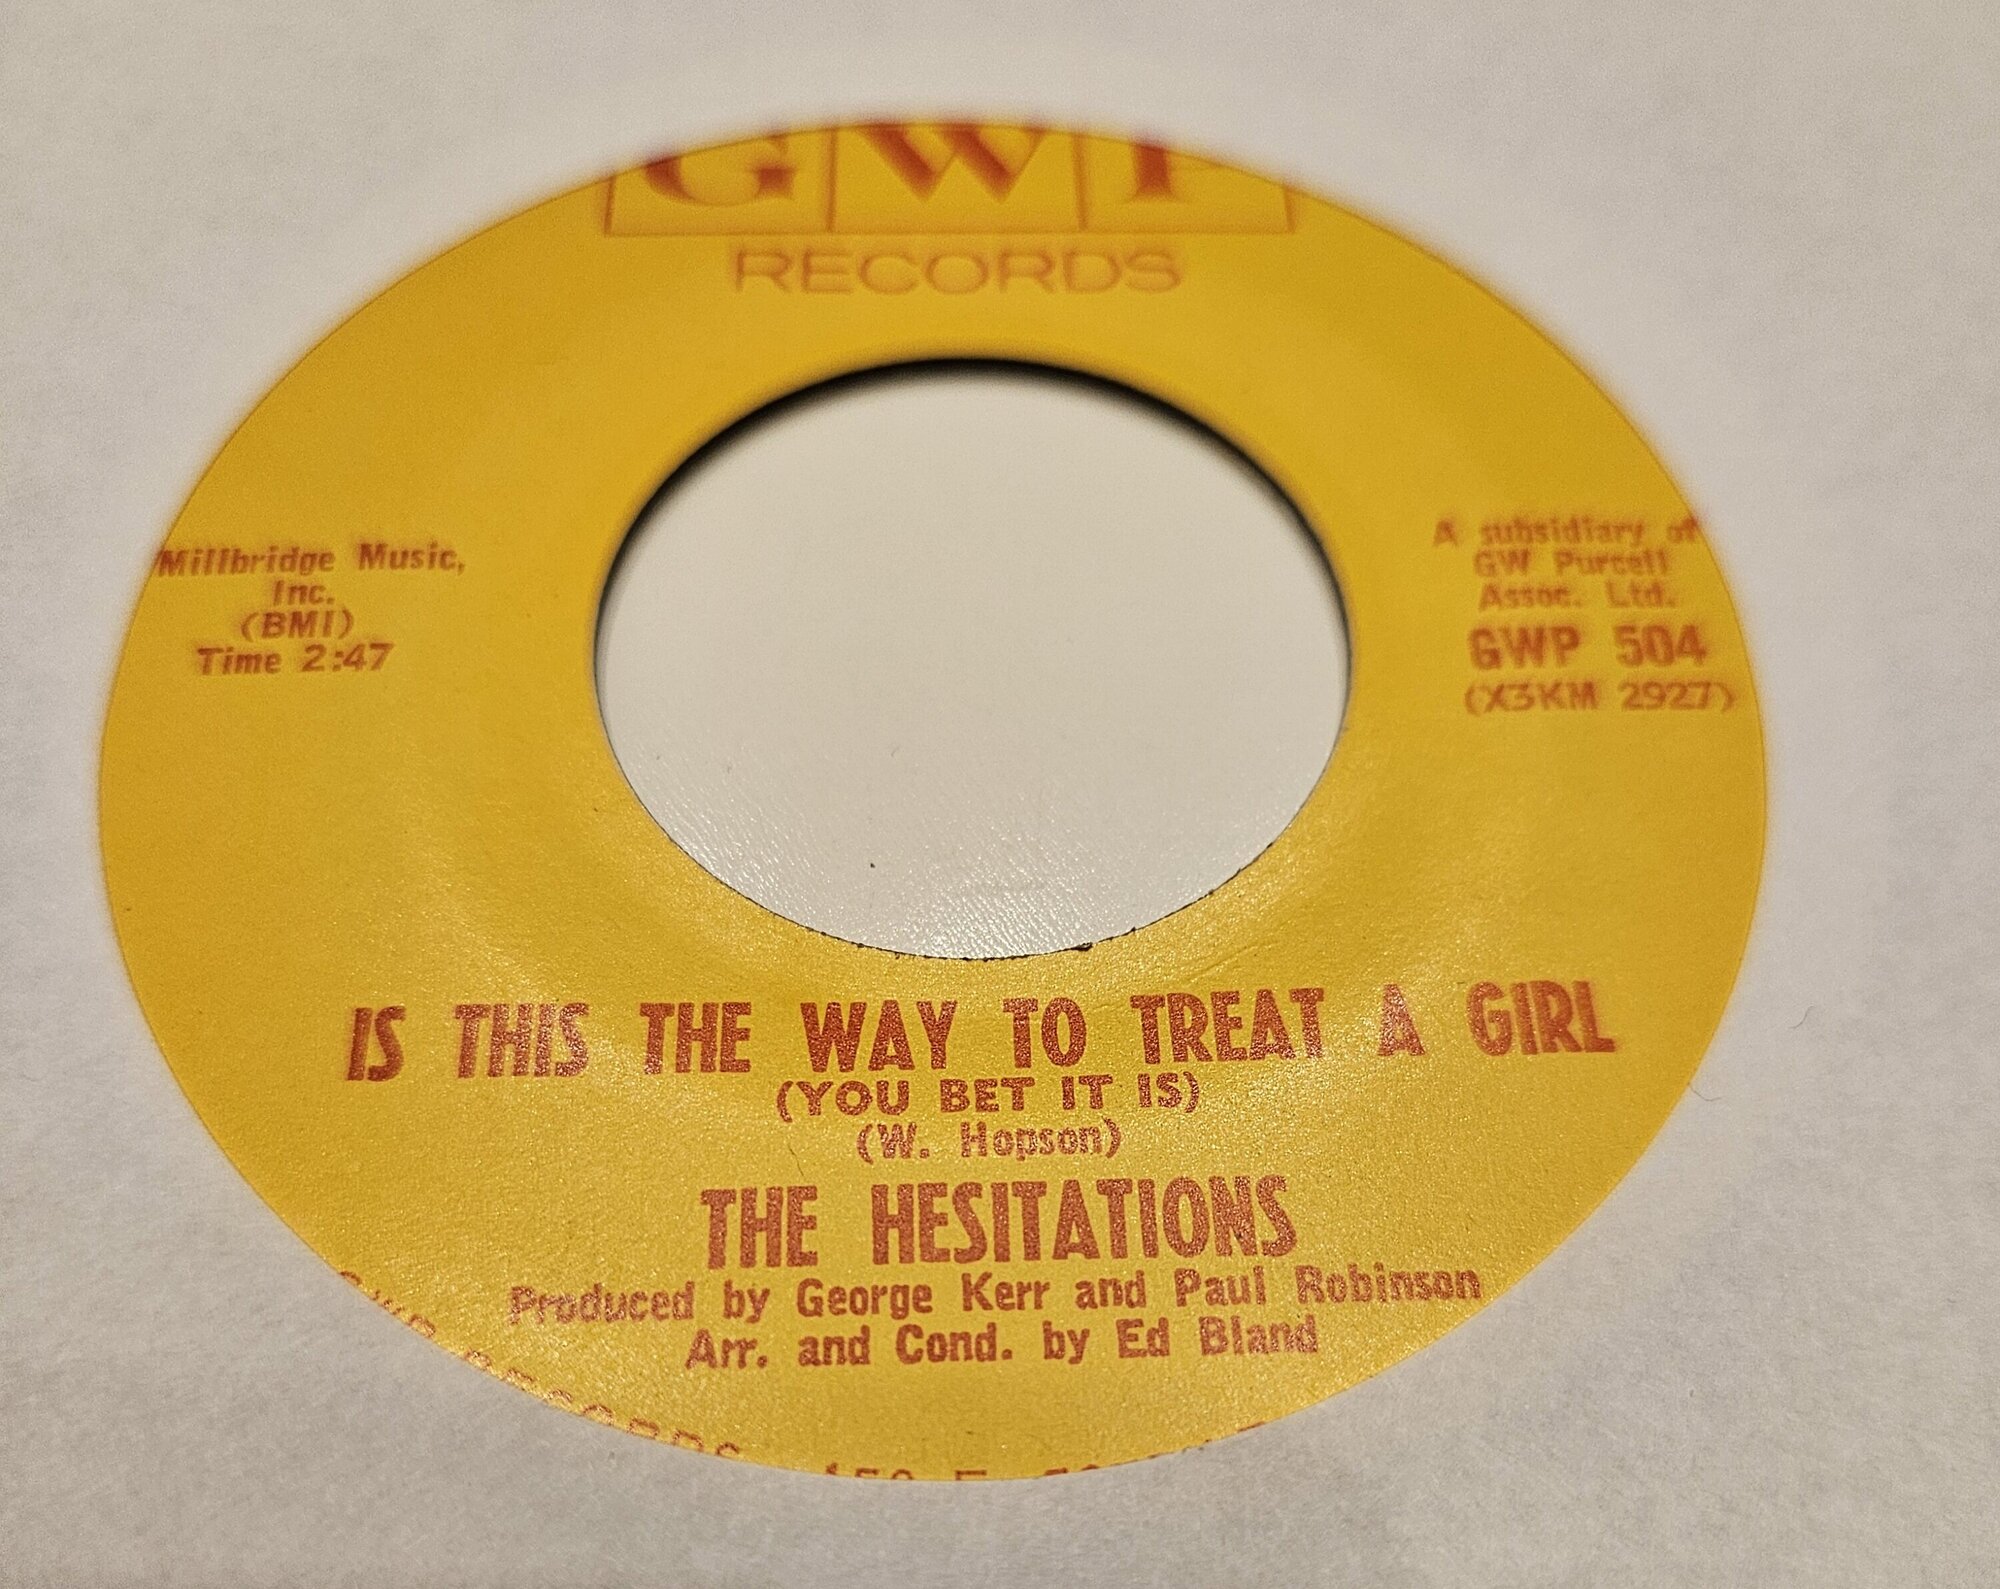 GWP
RECORDS
Millbridge Music,
Inc.
(BMI)
Time 2:47
A subsidiary of
GW Purcell
Assoc. Ltd.
GWP 504
(X3KM 2927)
IS THIS THE WAY TO TREAT A GIRL
(YOU BET IT IS)
(W. Hopson)
THE HESITATIONS
Produced by George Kerr and Paul Robinson
Arr. and Cond. by Ed Bland